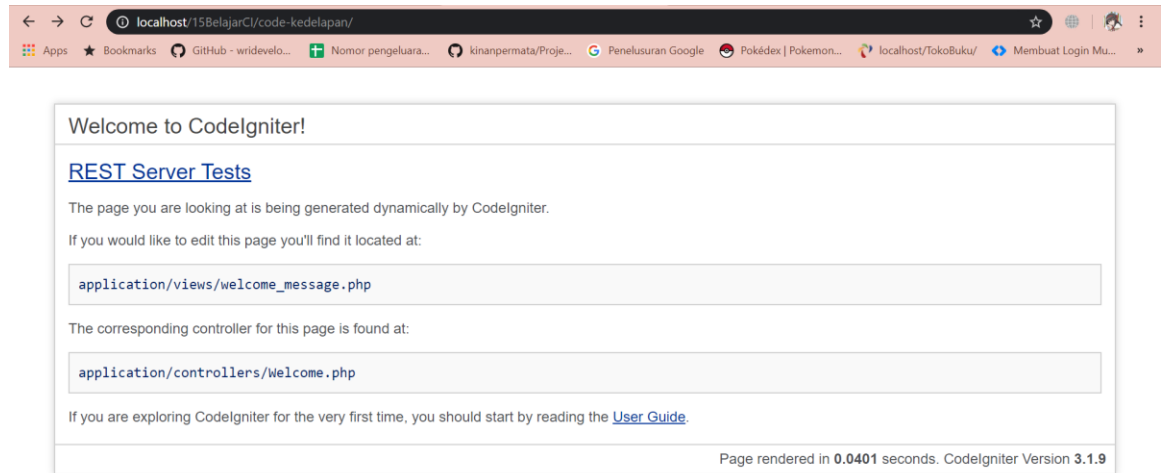 localhost/15BelajarCI/code-kedelapan/
Apps Bookmarks GitHub - wridevelo... Nomor pengeluara... kinanpermata/Proje... Penelusuran Google Pokédex | Pokemon... localhost/TokoBuku/ Membuat Login Mu... »
Welcome to CodeIgniter!
REST Server Tests
The page you are looking at is being generated dynamically by CodeIgniter.
If you would like to edit this page you'll find it located at:
application/views/welcome_message.php
The corresponding controller for this page is found at:
application/controllers/Welcome.php
If you are exploring CodeIgniter for the very first time, you should start by reading the User Guide.
Page rendered in 0.0401 seconds. CodeIgniter Version 3.1.9